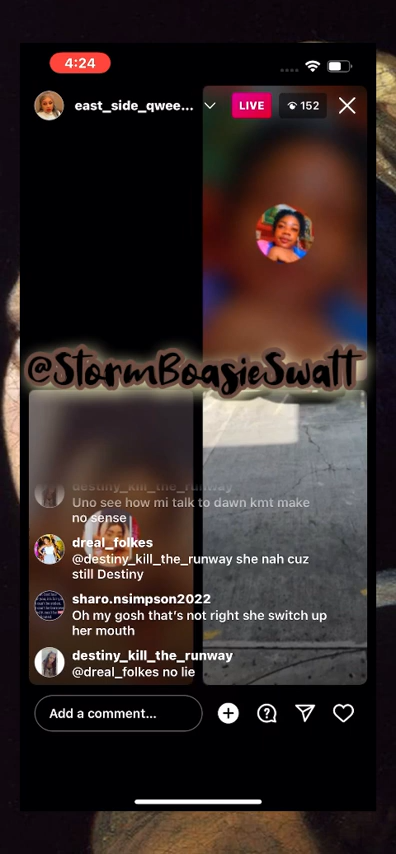 4:24
east_side_qwee...
LIVE
152
@StormBoasieSwatt
destiny_kill_the_runway
Uno see how mi talk to dawn kmt make
no sense
dreal_folkes
@destiny_kill_the_runway she nah cuz
still Destiny
sharo.nsimpson2022
Oh my gosh that's not right she switch up
her mouth
destiny_kill_the_runway
@dreal_folkes no lie
Add a comment...